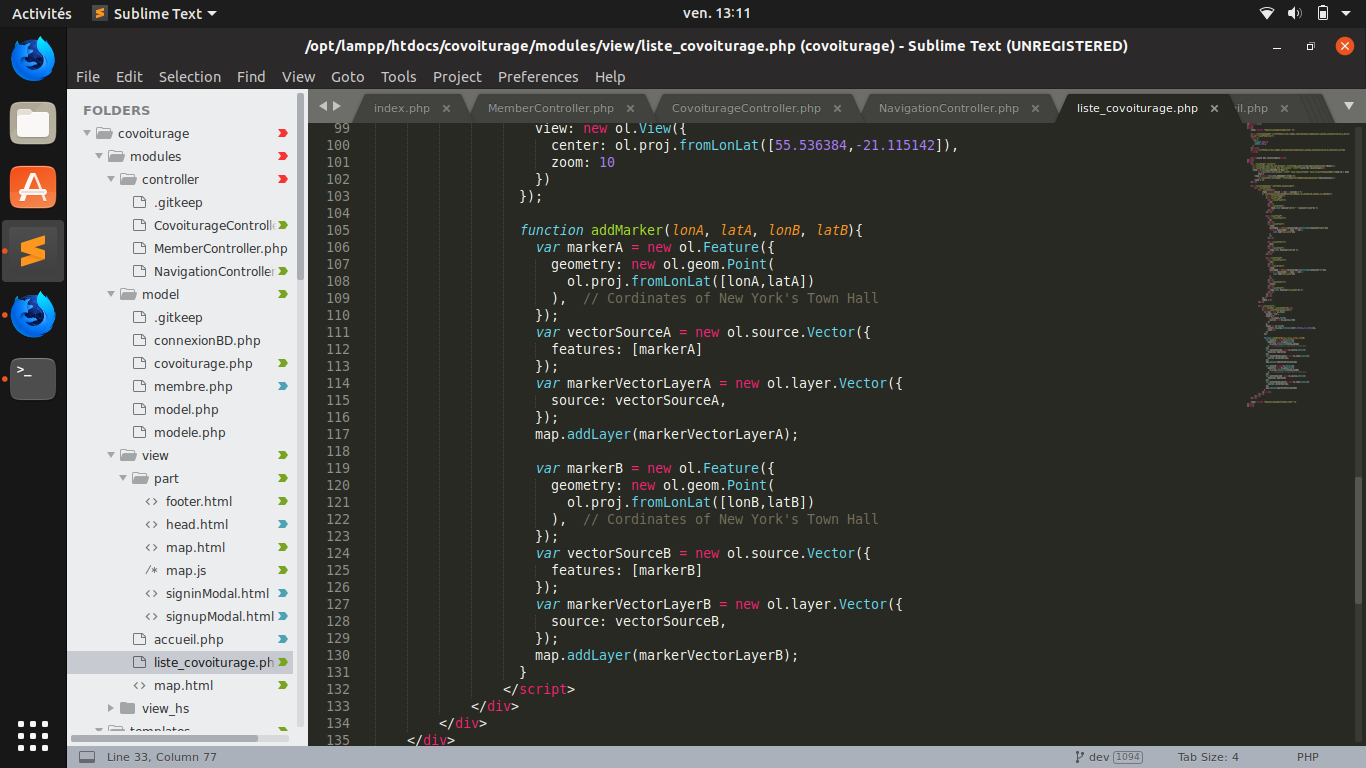 Activités
Sublime Text
ven. 13:11
/opt/lampp/htdocs/covoiturage/modules/view/liste_covoiturage.php (covoiturage) - Sublime Text (UNREGISTERED)
File Edit Selection Find View Goto Tools Project Preferences Help
FOLDERS
covoiturage
modules
controller
.gitkeep
CovoiturageControlle
MemberController.php
NavigationController
model
.gitkeep
connexionBD.php
covoiturage.php
membre.php
model.php
modele.php
view
part
<> footer.html
<> head.html
<> map.html
/* map.js
<> signinModal.html
<> signupModal.html
accueil.php
liste_covoiturage.ph
<> map.html
view_hs
templates
index.php × MemberController.php × CovoiturageController.php × NavigationController.php × liste_covoiturage.php × il.php ×
99 view: new ol.View({
100 center: ol.proj.fromLonLat([55.536384,-21.115142]),
101 zoom: 10
102 })
103 });
104
105 function addMarker(lonA, latA, lonB, latB){
106 var markerA = new ol.Feature({
107 geometry: new ol.geom.Point(
108 ol.proj.fromLonLat([lonA,latA])
109 ), // Cordinates of New York's Town Hall
110 });
111 var vectorSourceA = new ol.source.Vector({
112 features: [markerA]
113 });
114 var markerVectorLayerA = new ol.layer.Vector({
115 source: vectorSourceA,
116 });
117 map.addLayer(markerVectorLayerA);
118
119 var markerB = new ol.Feature({
120 geometry: new ol.geom.Point(
121 ol.proj.fromLonLat([lonB,latB])
122 ), // Cordinates of New York's Town Hall
123 });
124 var vectorSourceB = new ol.source.Vector({
125 features: [markerB]
126 });
127 var markerVectorLayerB = new ol.layer.Vector({
128 source: vectorSourceB,
129 });
130 map.addLayer(markerVectorLayerB);
131 }
132 </script>
133 </div>
134 </div>
135 </div>
Line 33, Column 77
dev 1094
Tab Size: 4
PHP